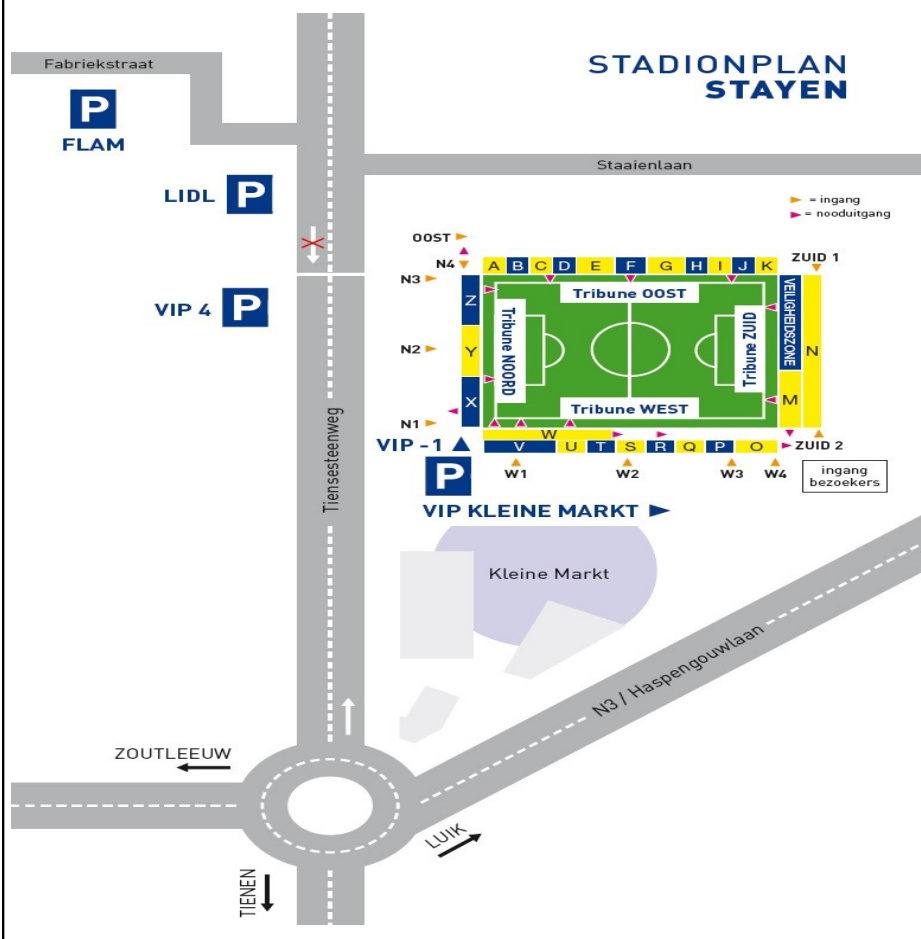 STADIONPLAN
STAYEN
Fabriekstraat
P
FLAM
Staaienlaan
LIDL P
= ingang
= nooduitgang
OOST
N4
ZUID 1
A B C D E F G H I J K
N3
Z
Tribune OOST
VEILIGHEIDSZONE
VIP 4 P
Tribune NOORD
Tribune ZUID
N2
Y
N
X
M
N1
Tribune WEST
VIP -1
W
V U T S R Q P O
ZUID 2
P
W1 W2 W3 W4
ingang
bezoekers
VIP KLEINE MARKT
Tiensesteenweg
Kleine Markt
N3 / Haspengouwlaan
ZOUTLEEUW
LUIK
TIENEN